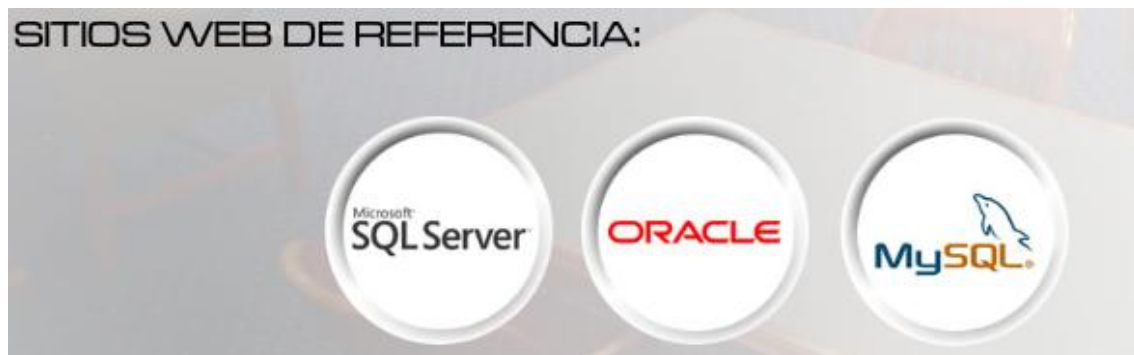 SITIOS WEB DE REFERENCIA:
Microsoft
SQL Server
ORACLE
MySQL